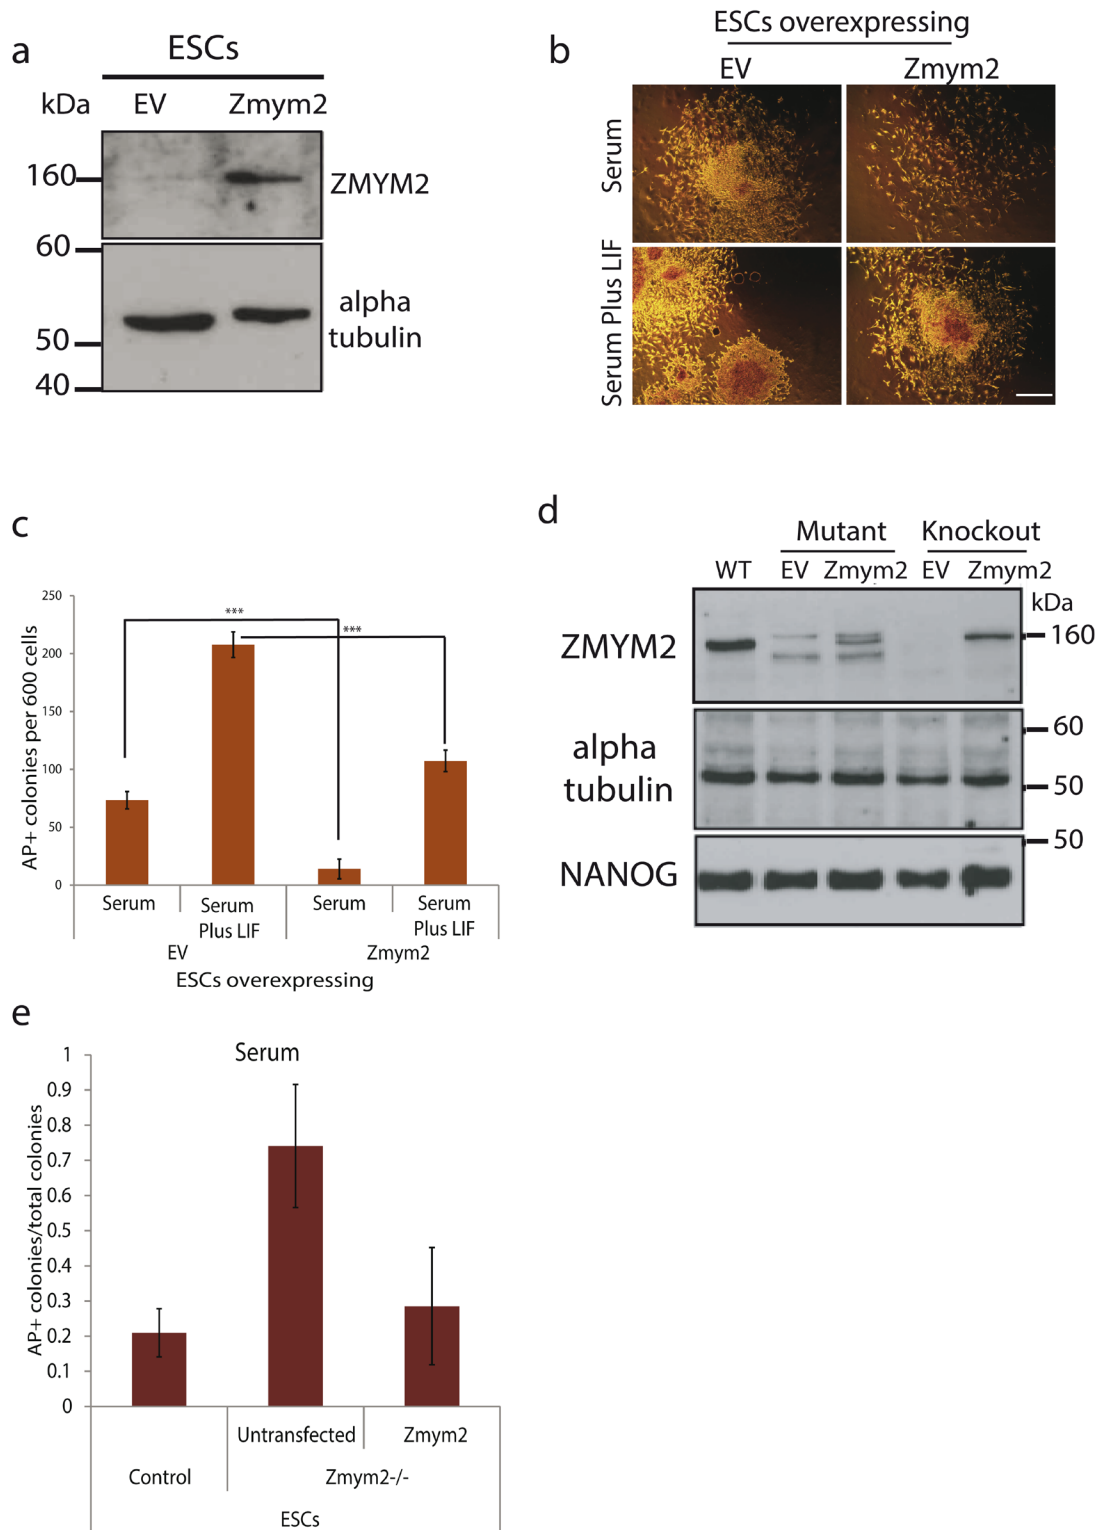 a
ESCs
kDa EV Zmym2
160 ZMYM2
60
alpha
tubulin
50
40
b
ESCs overexpressing
EV Zmym2
Serum
Serum Plus LIF
c
AP+ colonies per 600 cells
250
200
150
100
50
0
*** ***
Serum Serum Plus LIF Serum Serum Plus LIF
EV Zmym2
ESCs overexpressing
d
Mutant Knockout
WT EV Zmym2 EV Zmym2
kDa
ZMYM2 160
60
alpha
tubulin 50
50
NANOG
e
Serum
AP+ colonies/total colonies
1
0.9
0.8
0.7
0.6
0.5
0.4
0.3
0.2
0.1
0
Untransfected Zmym2
Control Zmym2-/-
ESCs